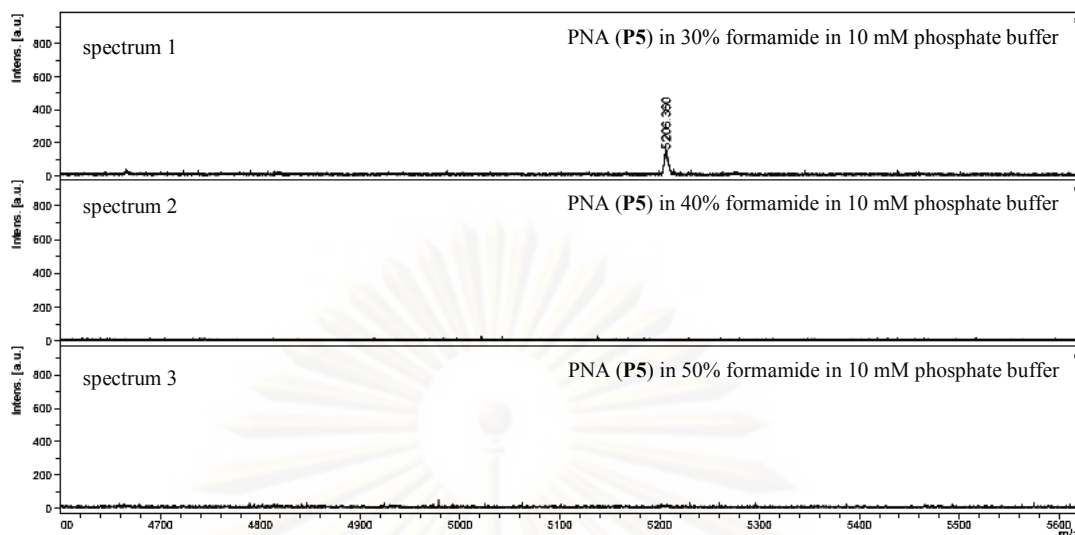 Intens. [a.u.]
800
600
400
200
0
spectrum 1
PNA (P5) in 30% formamide in 10 mM phosphate buffer
5206.360
Intens. [a.u.]
800
600
400
200
0
spectrum 2
PNA (P5) in 40% formamide in 10 mM phosphate buffer
Intens. [a.u.]
800
600
400
200
0
spectrum 3
PNA (P5) in 50% formamide in 10 mM phosphate buffer
00 4700 4800 4900 5000 5100 5200 5300 5400 5500 5600